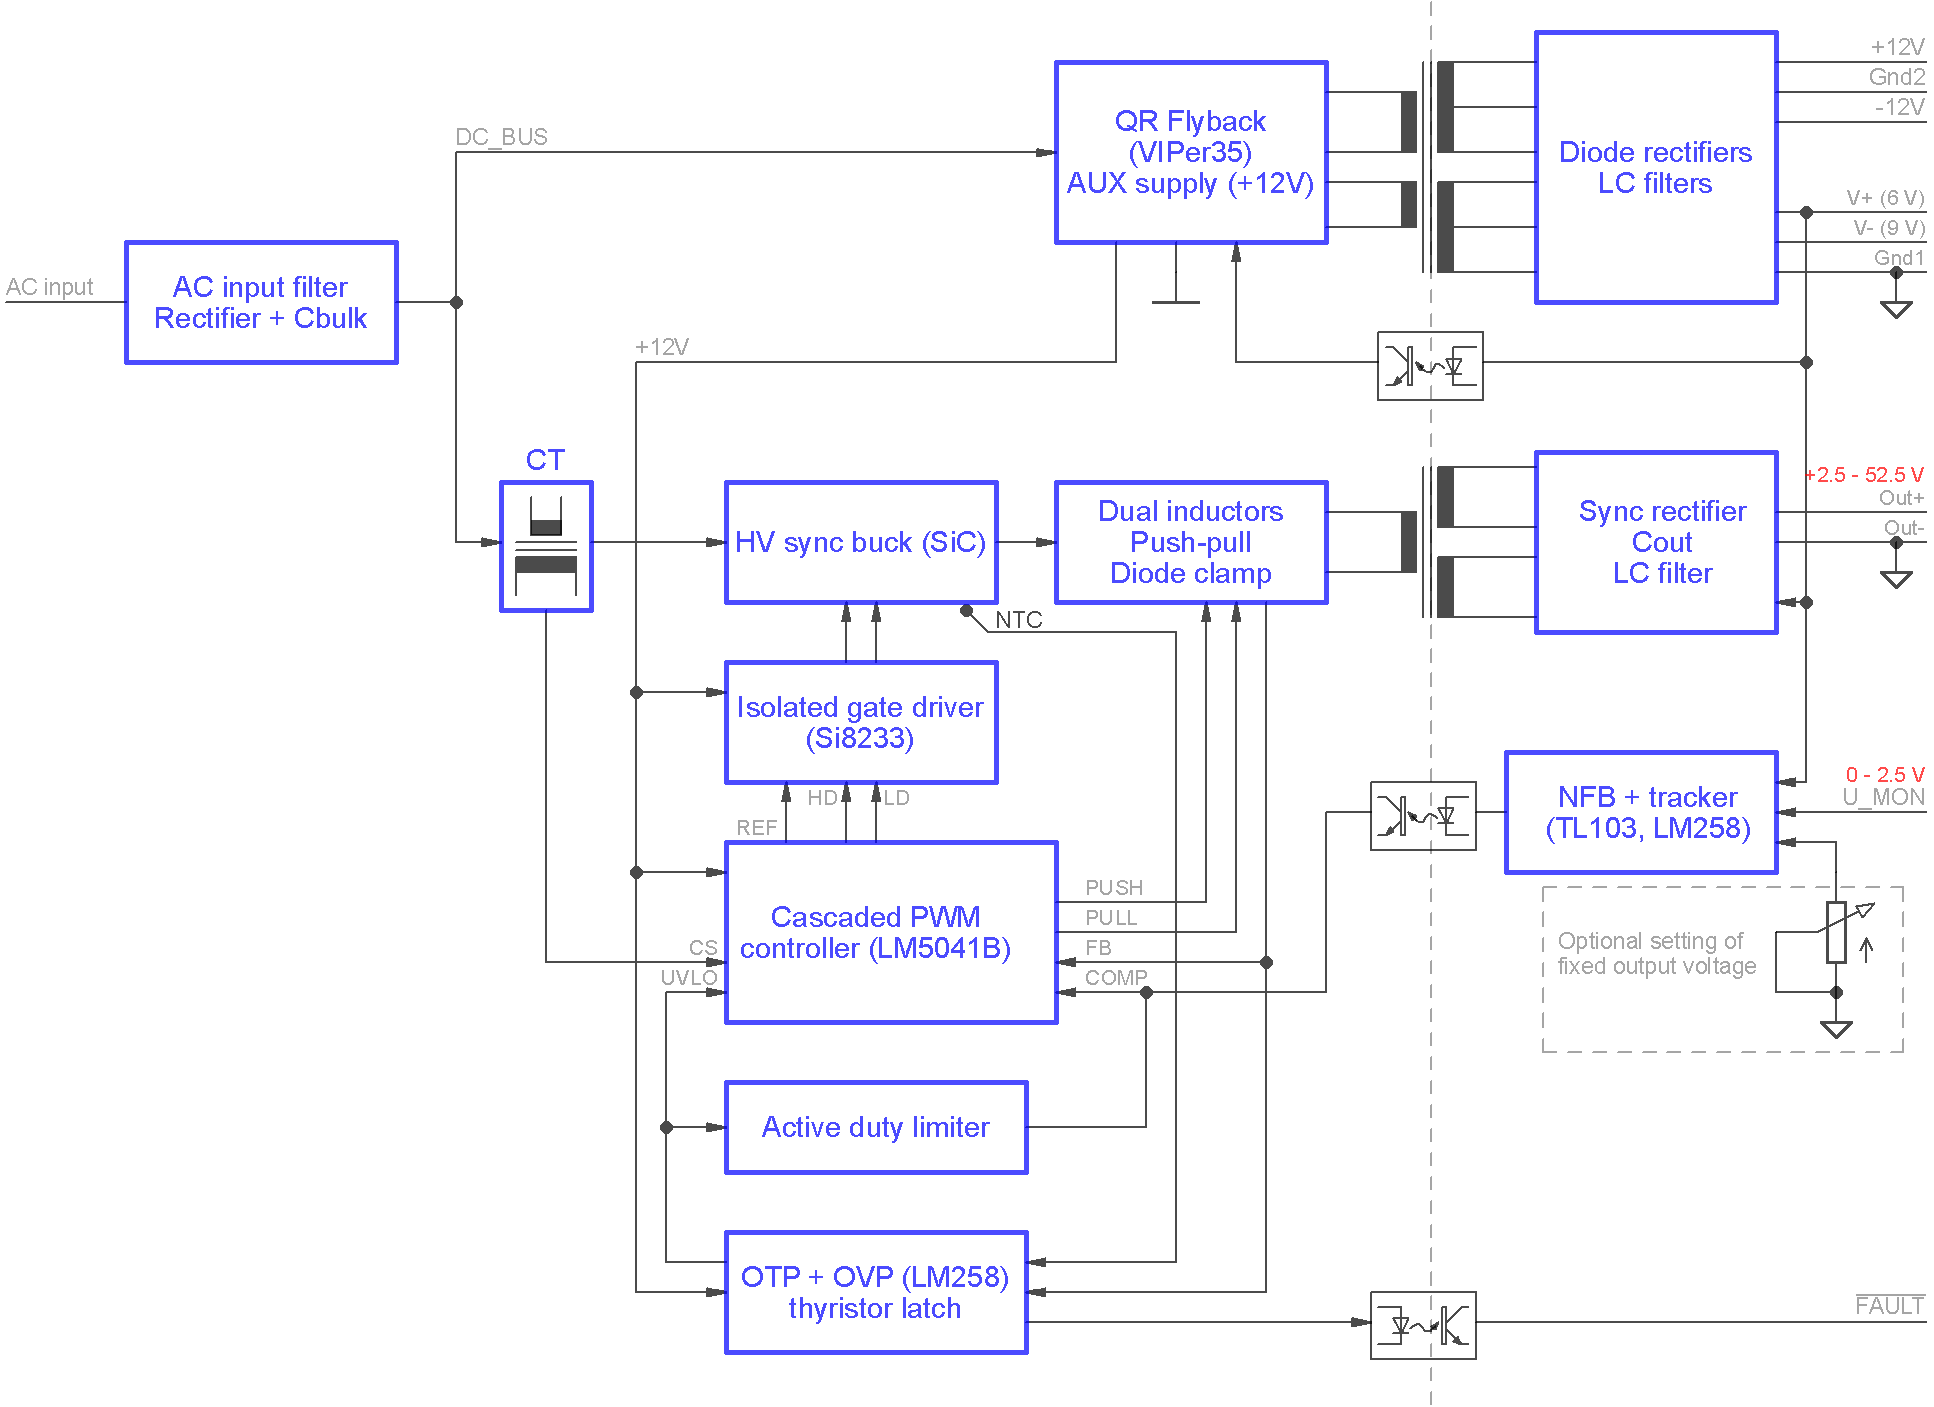 +12V
Gnd2
-12V
QR Flyback
(VIPer35)
AUX supply (+12V)
DC_BUS
Diode rectifiers
LC filters
V+ (6 V)
V- (9 V)
Gnd1
AC input
AC input filter
Rectifier + Cbulk
+12V
CT
HV sync buck (SiC)
Dual inductors
Push-pull
Diode clamp
Sync rectifier
Cout
LC filter
+2.5 - 52.5 V
Out+
Out-
NTC
Isolated gate driver
(Si8233)
HD
LD
REF
NFB + tracker
(TL103, LM258)
0 - 2.5 V
U_MON
Cascaded PWM
controller (LM5041B)
CS
UVLO
PUSH
PULL
FB
COMP
Optional setting of
fixed output voltage
Active duty limiter
OTP + OVP (LM258)
thyristor latch
FAULT